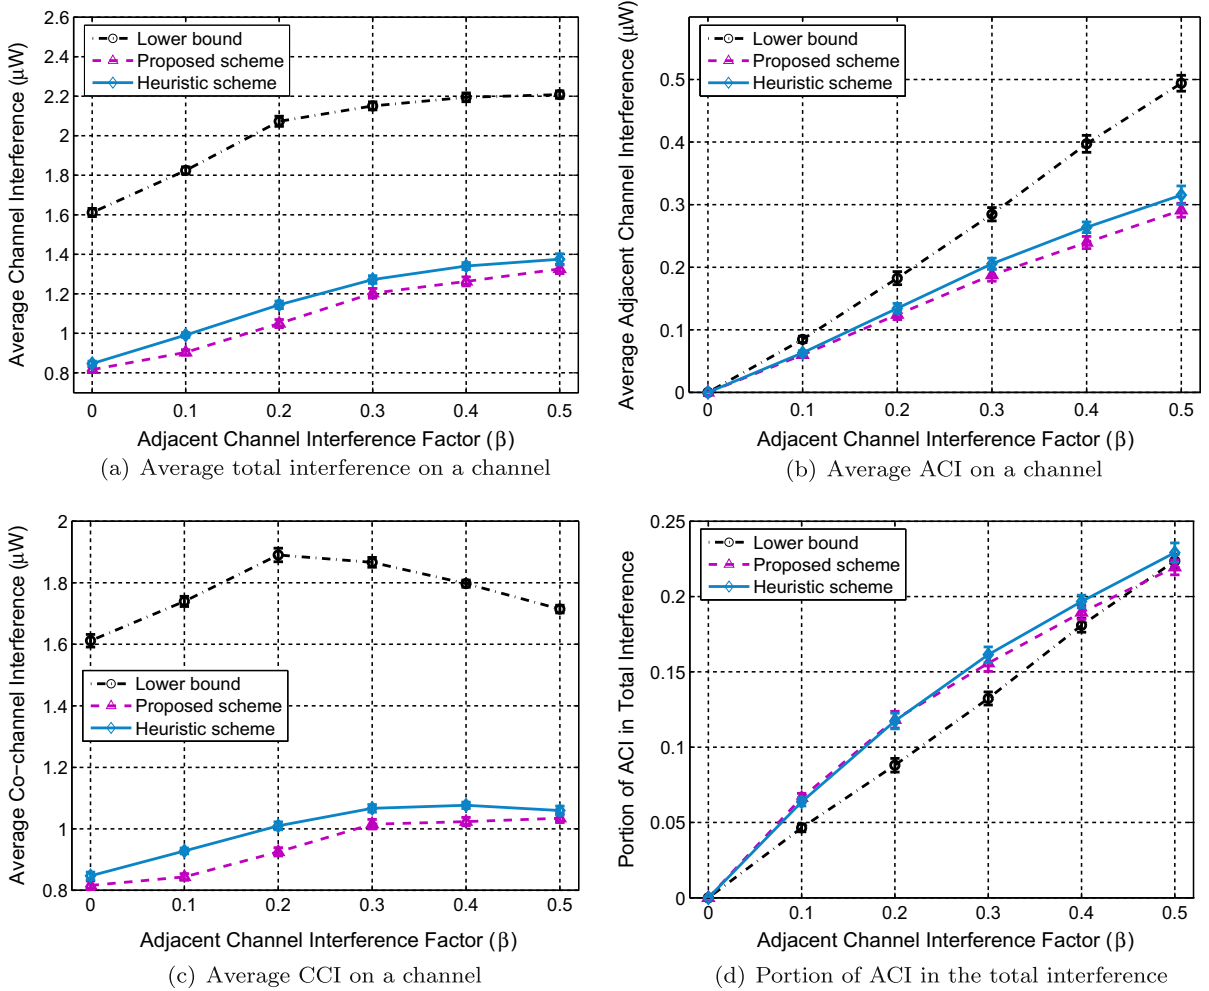 2.6
2.4
2.2
2
1.8
1.6
1.4
1.2
1
0.8
Average Channel Interference (μW)
Lower bound
Proposed scheme
Heuristic scheme
0 0.1 0.2 0.3 0.4 0.5
Adjacent Channel Interference Factor (β)
(a) Average total interference on a channel
0.5
0.4
0.3
0.2
0.1
0
Average Adjacent Channel Interference (μW)
Lower bound
Proposed scheme
Heuristic scheme
0 0.1 0.2 0.3 0.4 0.5
Adjacent Channel Interference Factor (β)
(b) Average ACI on a channel
2
1.8
1.6
1.4
1.2
1
0.8
Average Co−channel Interference (μW)
Lower bound
Proposed scheme
Heuristic scheme
0 0.1 0.2 0.3 0.4 0.5
Adjacent Channel Interference Factor (β)
(c) Average CCI on a channel
0.25
0.2
0.15
0.1
0.05
0
Portion of ACI in Total Interference
Lower bound
Proposed scheme
Heuristic scheme
0 0.1 0.2 0.3 0.4 0.5
Adjacent Channel Interference Factor (β)
(d) Portion of ACI in the total interference